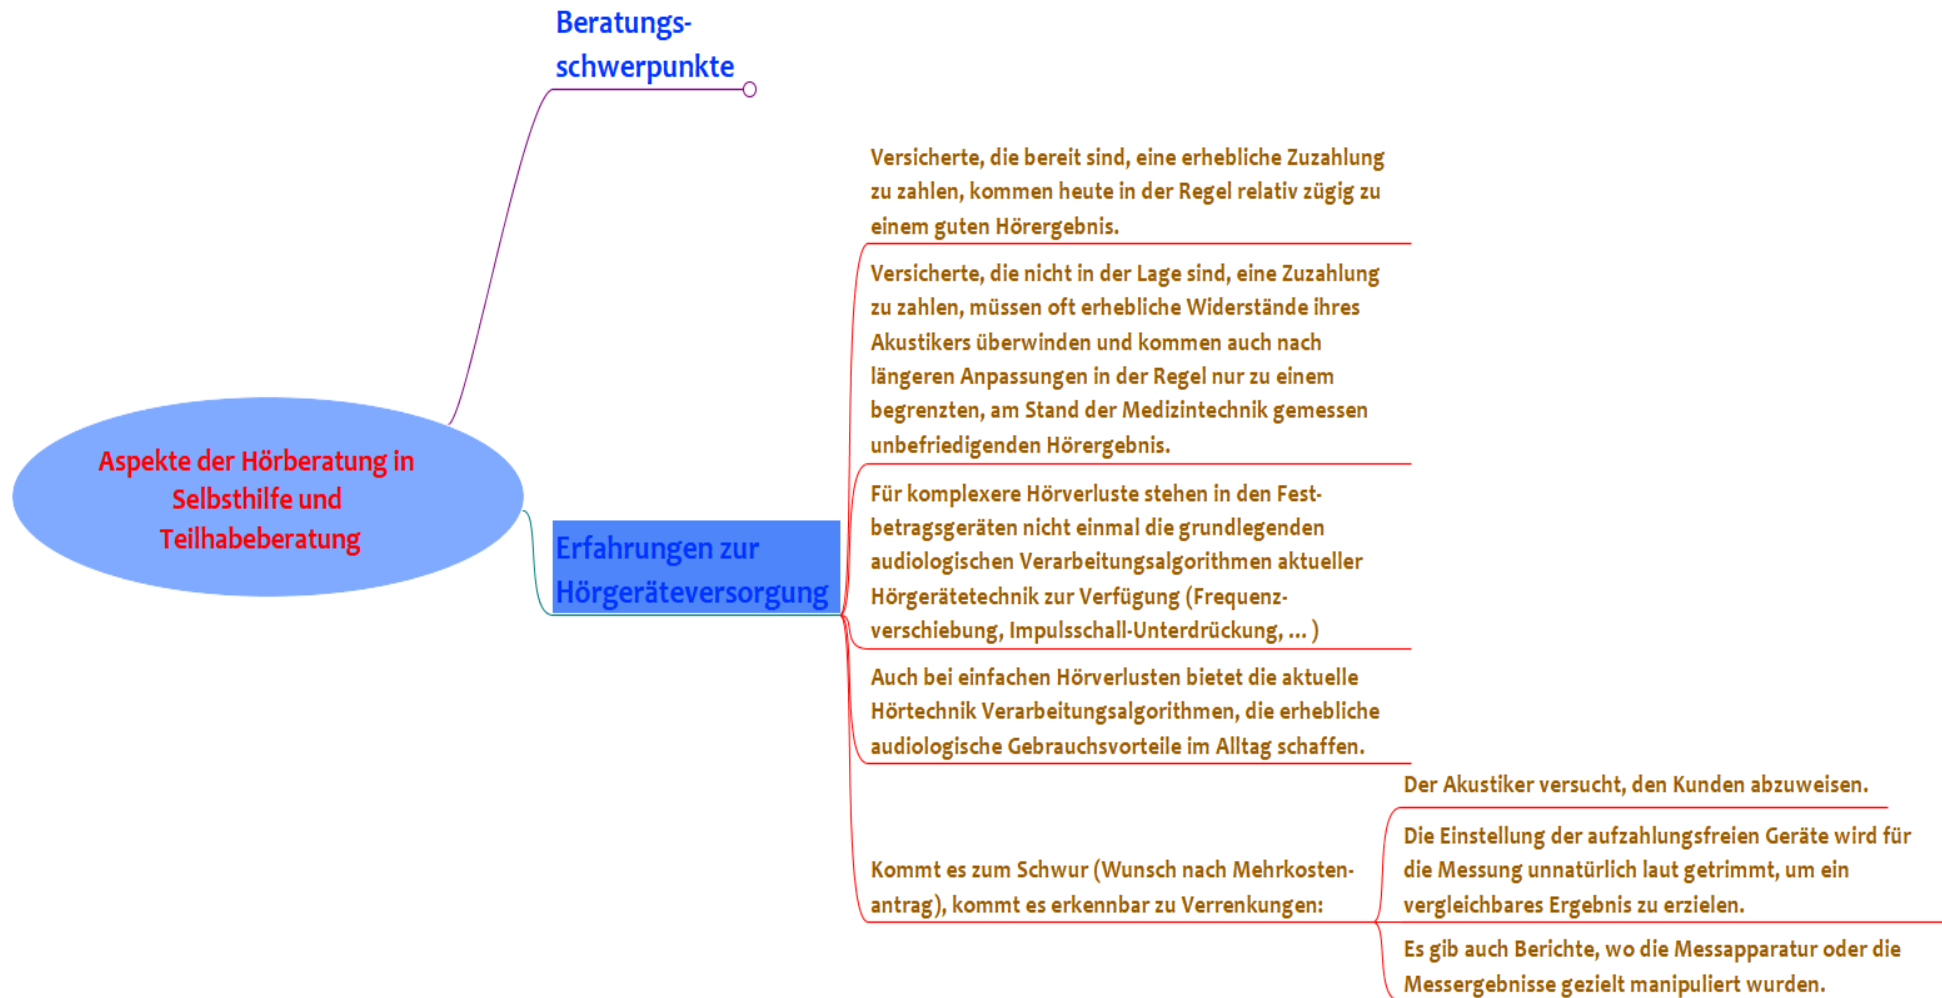 Beratungs-
schwerpunkte
Versicherte, die bereit sind, eine erhebliche Zuzahlung
zu zahlen, kommen heute in der Regel relativ zügig zu
einem guten Hörergebnis.
Versicherte, die nicht in der Lage sind, eine Zuzahlung
zu zahlen, müssen oft erhebliche Widerstände ihres
Akustikers überwinden und kommen auch nach
längeren Anpassungen in der Regel nur zu einem
begrenzten, am Stand der Medizintechnik gemessen
unbefriedigenden Hörergebnis.
Aspekte der Hörberatung in
Selbsthilfe und
Teilhabeberatung
Erfahrungen zur
Hörgeräteversorgung
Für komplexere Hörverluste stehen in den Fest-
betragsgeräten nicht einmal die grundlegenden
audiologischen Verarbeitungsalgorithmen aktueller
Hörgerätetechnik zur Verfügung (Frequenz-
verschiebung, Impulsschall-Unterdrückung, ... )
Auch bei einfachen Hörverlusten bietet die aktuelle
Hörtechnik Verarbeitungsalgorithmen, die erhebliche
audiologische Gebrauchsvorteile im Alltag schaffen.
Kommt es zum Schwur (Wunsch nach Mehrkosten-
antrag), kommt es erkennbar zu Verrenkungen:
Der Akustiker versucht, den Kunden abzuweisen.
Die Einstellung der aufzahlungsfreien Geräte wird für
die Messung unnatürlich laut getrimmt, um ein
vergleichbares Ergebnis zu erzielen.
Es gib auch Berichte, wo die Messapparatur oder die
Messergebnisse gezielt manipuliert wurden.